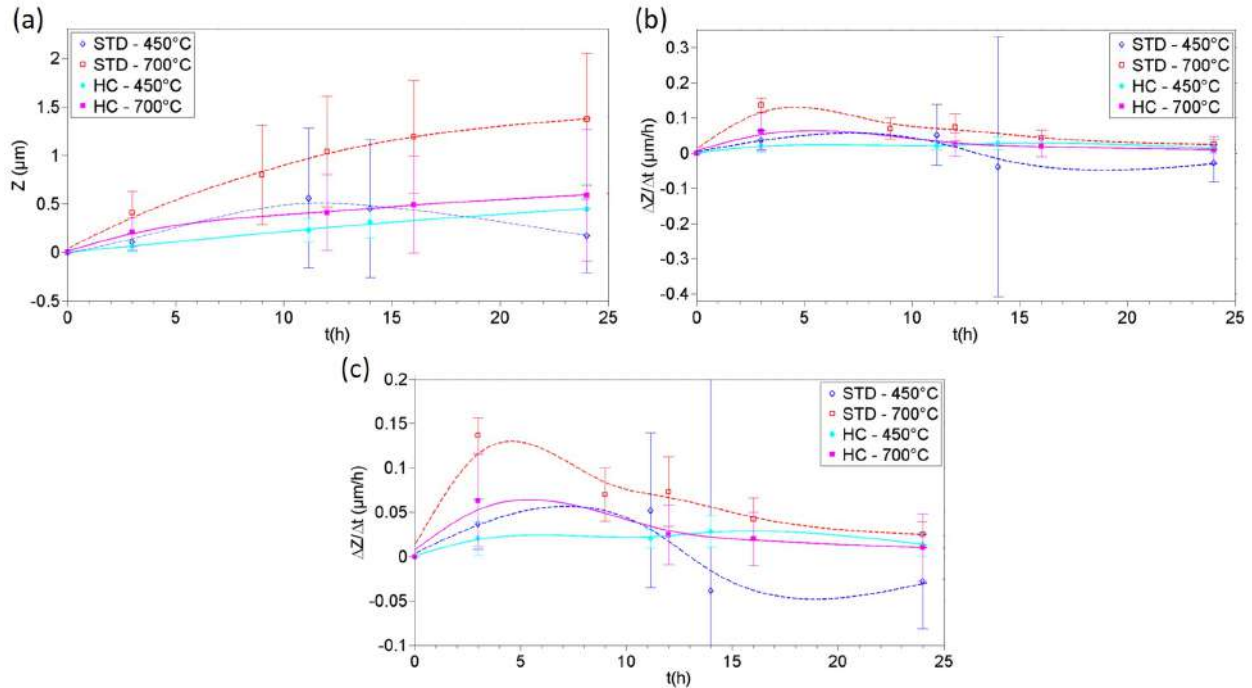 (a)
STD - 450°C
STD - 700°C
HC - 450°C
HC - 700°C
2
1.5
1
0.5
0
-0.5
Z (µm)
0 5 10 15 20 25
t(h)
(b)
STD - 450°C
STD - 700°C
HC - 450°C
HC - 700°C
0.3
0.2
0.1
0
-0.1
-0.2
-0.3
-0.4
ΔZ/Δt (µm/h)
0 5 10 15 20 25
t(h)
(c)
STD - 450°C
STD - 700°C
HC - 450°C
HC - 700°C
0.2
0.15
0.1
0.05
0
-0.05
-0.1
ΔZ/Δt (µm/h)
0 5 10 15 20 25
t(h)